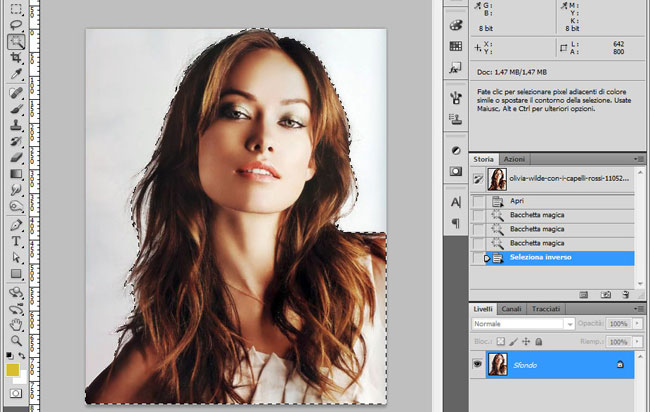 G:
B:
8 bit
M:
Y:
K:
8 bit
X:
Y:
L: 642
A: 800
Doc: 1.47 MB/1.47 MB
Fate clic per selezionare pixel adiacenti di colore
simile o spostare il contorno della selezione. Usate
Maiusc, Alt e Ctrl per ulteriori opzioni.
Storia Azioni
olivia-wilde-con-i-capelli-rossi-11052...
Apri
Bacchetta magica
Bacchetta magica
Bacchetta magica
Seleziona inverso
Livelli Canali Tracciati
Normale Opacità: 100%
Bloc.: Riemp.: 100%
Sfondo